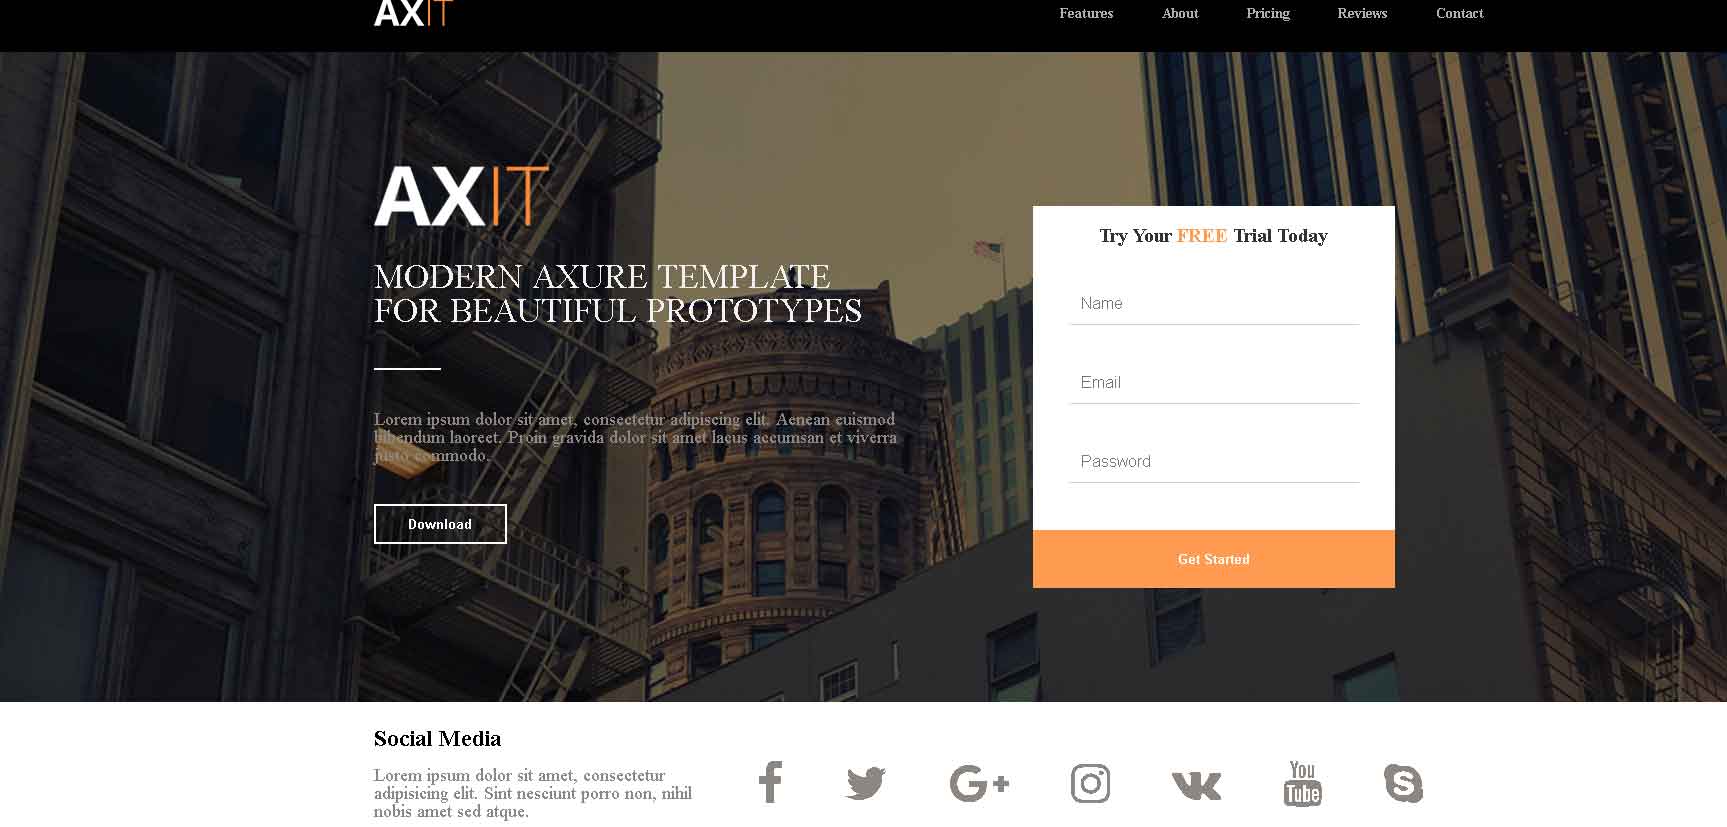 AXIT
Features About Pricing Reviews Contact
AXIT
MODERN AXURE TEMPLATE
FOR BEAUTIFUL PROTOTYPES
Lorem ipsum dolor sit amet, consectetur adipiscing elit. Aenean euismod
bibendum laoreet. Proin gravida dolor sit amet lacus accumsan et viverra
justo commodo.
Download
Try Your FREE Trial Today
Name
Email
Password
Get Started
Social Media
Lorem ipsum dolor sit amet, consectetur
adipisicing elit. Sint nesciunt porro non, nihil
nobis amet sed atque.
You
Tube